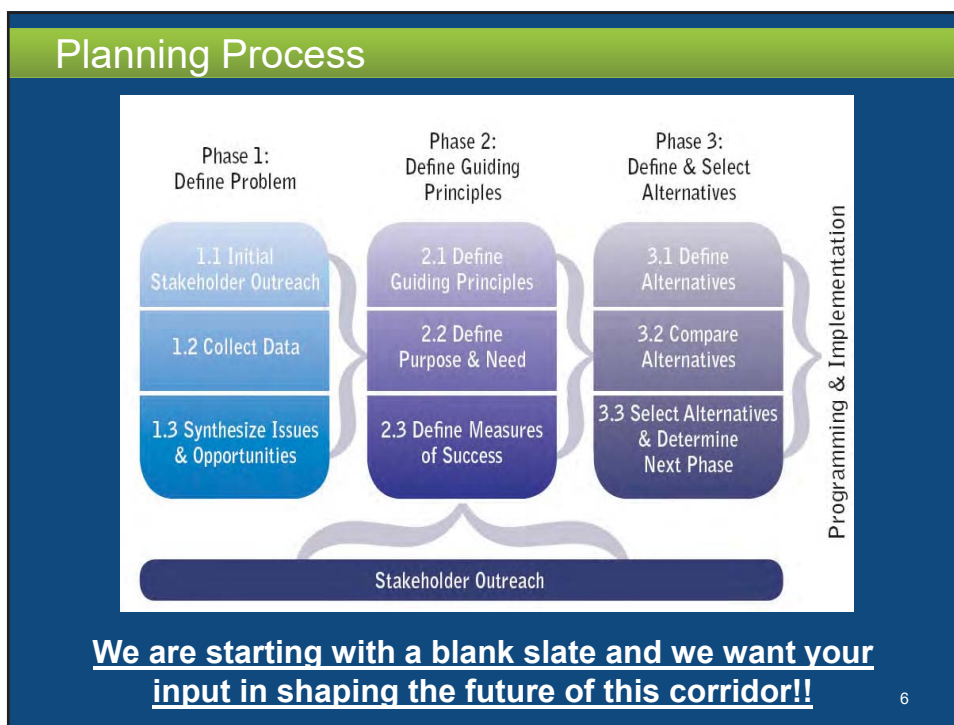 Planning Process
Phase 1:
Define Problem
1.1 Initial
Stakeholder Outreach
1.2 Collect Data
1.3 Synthesize Issues
& Opportunities
Phase 2:
Define Guiding
Principles
2.1 Define
Guiding Principles
2.2 Define
Purpose & Need
2.3 Define Measures
of Success
Phase 3:
Define & Select
Alternatives
3.1 Define
Alternatives
3.2 Compare
Alternatives
3.3 Select Alternatives
& Determine
Next Phase
Programming & Implementation
Stakeholder Outreach
We are starting with a blank slate and we want your
input in shaping the future of this corridor!!
6